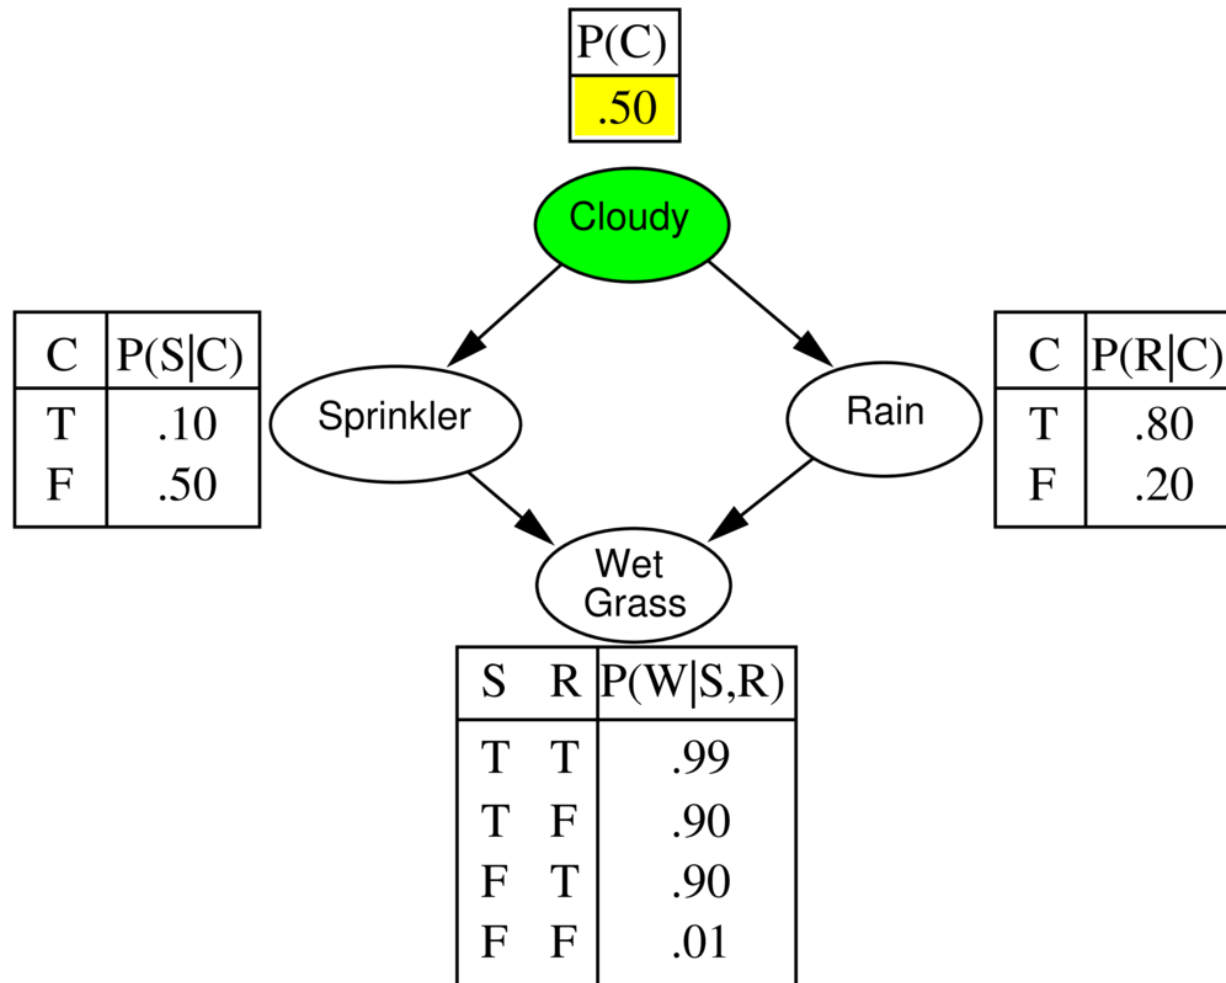 P(C)
.50
Cloudy
C P(S|C)
T .10
F .50
Sprinkler
Rain
C P(R|C)
T .80
F .20
Wet
Grass
S R P(W|S,R)
T T .99
T F .90
F T .90
F F .01